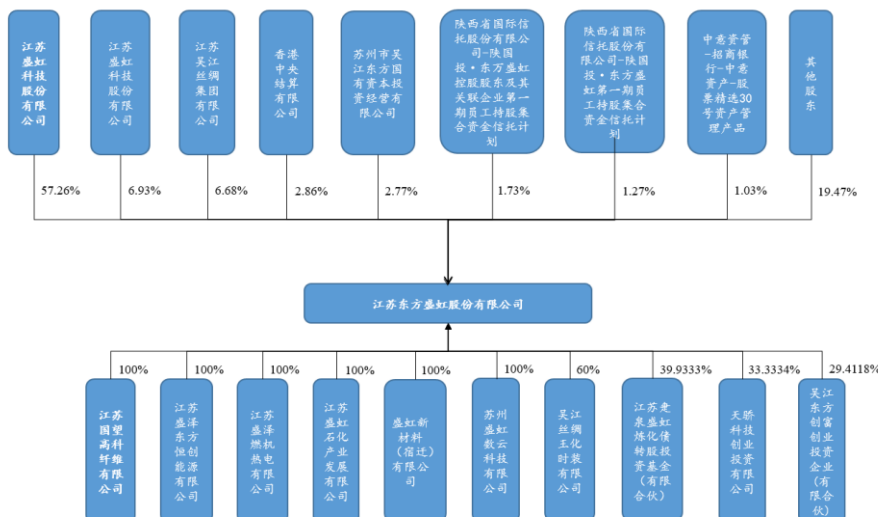 江苏
盛虹
科技
股份
有限
公司
江苏
盛虹
科技
股份
有限
公司
江苏
吴江
丝绸
集团
有限
公司
香港
中央
结算
有限
公司
苏州市吴
江东方国
有资本投
资经营有
限公司
陕西省国际信
托股份有限公
司-陕国
投·东万盛虹
控股股东及其
关联企业第一
期员工持股集
合资金信托计
划
陕西省国际
信托股份有
限公司-陕国
投·东方盛
虹第一期员
工持股集合
资金信托计
划
中意资管
-招商银
行-中意
资产-股
票精选30
号资产管
理产品
其他
股东
57.26%
6.93%
6.68%
2.86%
2.77%
1.73%
1.27%
1.03%
19.47%
江苏东方盛虹股份有限公司
100%
100%
100%
100%
100%
100%
60%
39.9333%
33.3334%
29.4118%
江苏
国望
高科
纤维
有限
公司
江苏
盛泽
东方
恒创
能源
有限
公司
江苏
盛泽
燃机
热电
有限
公司
江苏
盛虹
石化
产业
发展
有限
公司
盛虹新
材料
(宿迁)
有限公
司
苏州
盛虹
数云
科技
有限
公司
吴江
丝绸
王化
时装
有限
公司
江苏疌
泉盛虹
炼化债
转股投
资基金
(有限
合伙)
天骄
科技
创业
投资
有限
公司
吴江
东方
创富
创业
投资
企业
(有
限合
伙)